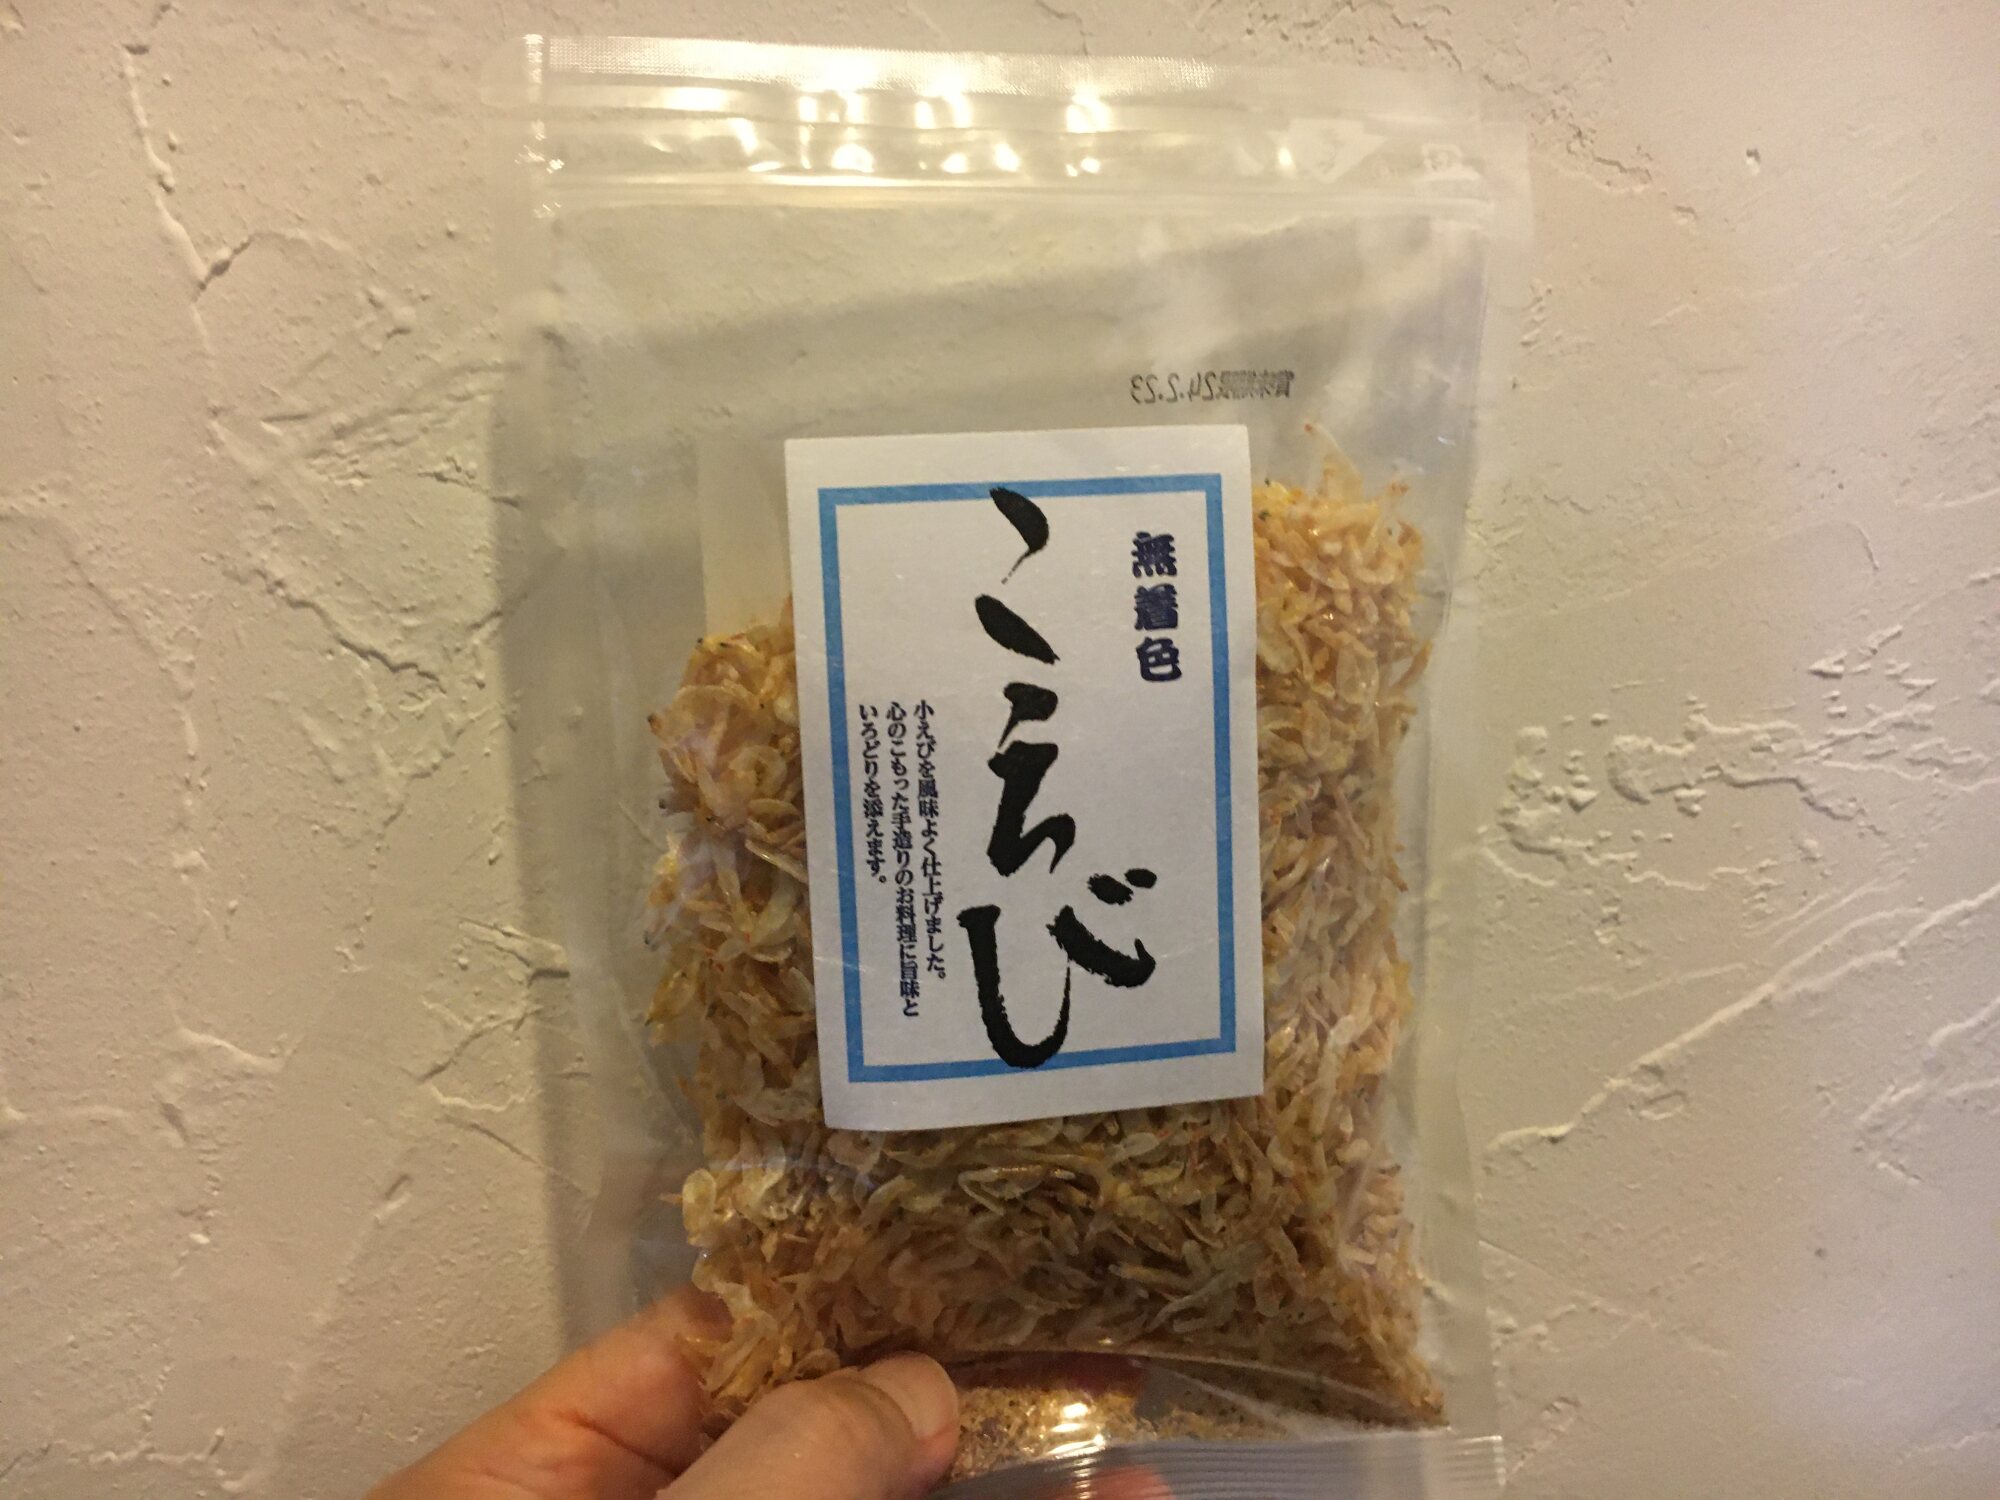 賞味期限24.2.23
無着色
こえび
小えびを風味よく仕上げました。
心のこもった手造りのお料理に旨味と
いろどりを添えます。